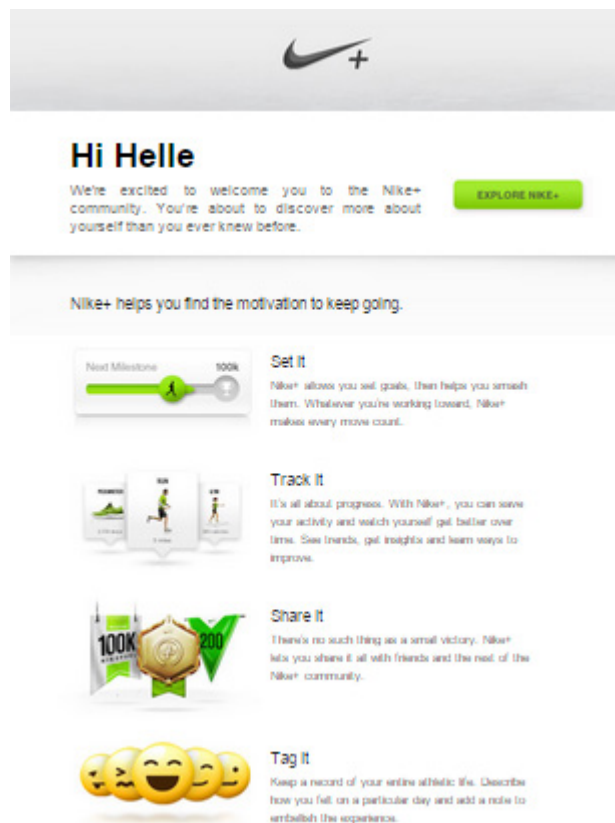 Hi Helle
We're excited to welcome you to the Nike+
community. You're about to discover more about
yourself than you ever knew before.
EXPLORE NIKE+
Nike+ helps you find the motivation to keep going.
Next Milestone 100k
Set It
Nike+ allows you set goals, then helps you smash
them. Whatever you're working toward, Nike+
makes every move count.
RUN
Track It
It's all about progress. With Nike+, you can save
your activity and watch yourself get better over
time. See trends, get insights and learn ways to
improve.
100K
200
Share It
There's no such thing as a small victory. Nike+
lets you share it all with friends and the rest of the
Nike+ community.
Tag It
Keep a record of your entire athletic life. Describe
how you felt on a particular day and add a note to
embellish the experience.